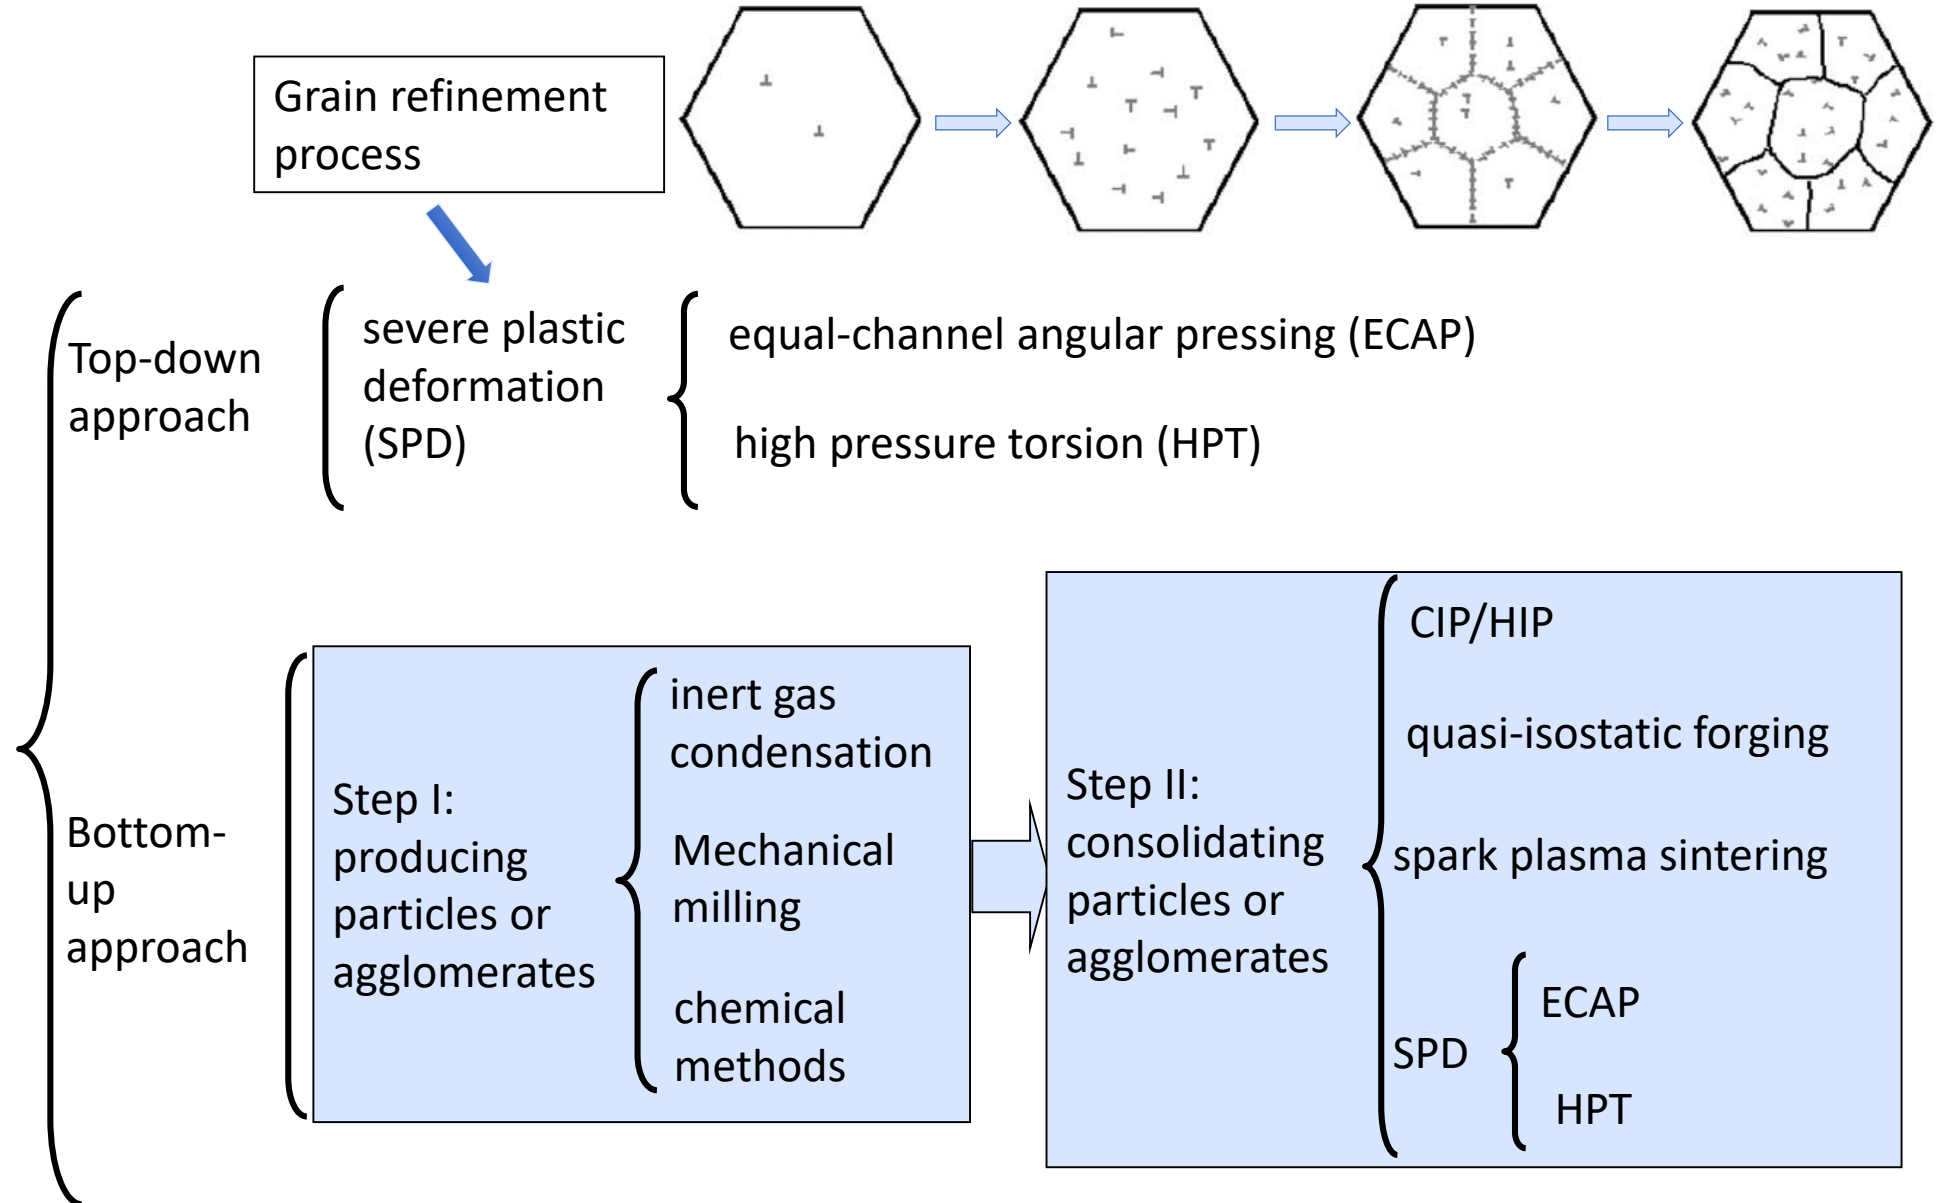 Grain refinement
process
Top-down
approach
severe plastic
deformation
(SPD)
equal-channel angular pressing (ECAP)
high pressure torsion (HPT)
Bottom-
up
approach
Step I:
producing
particles or
agglomerates
inert gas
condensation
Mechanical
milling
chemical
methods
Step II:
consolidating
particles or
agglomerates
CIP/HIP
quasi-isostatic forging
spark plasma sintering
SPD
ECAP
HPT